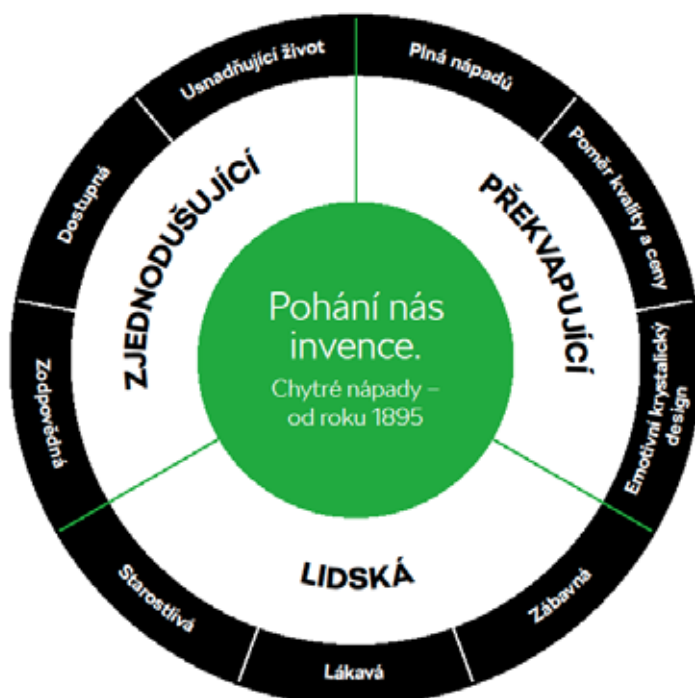 Pohání nás
invence.
Chytré nápady –
od roku 1895
ZJEDNODUŠUJÍCÍ
PŘEKVAPUJÍCÍ
LIDSKÁ
Usnadňující život
Plná nápadů
Poměr kvality a ceny
Emotivní krystalický
design
Zábavná
Lákavá
Starostlivá
Zodpovědná
Dostupná